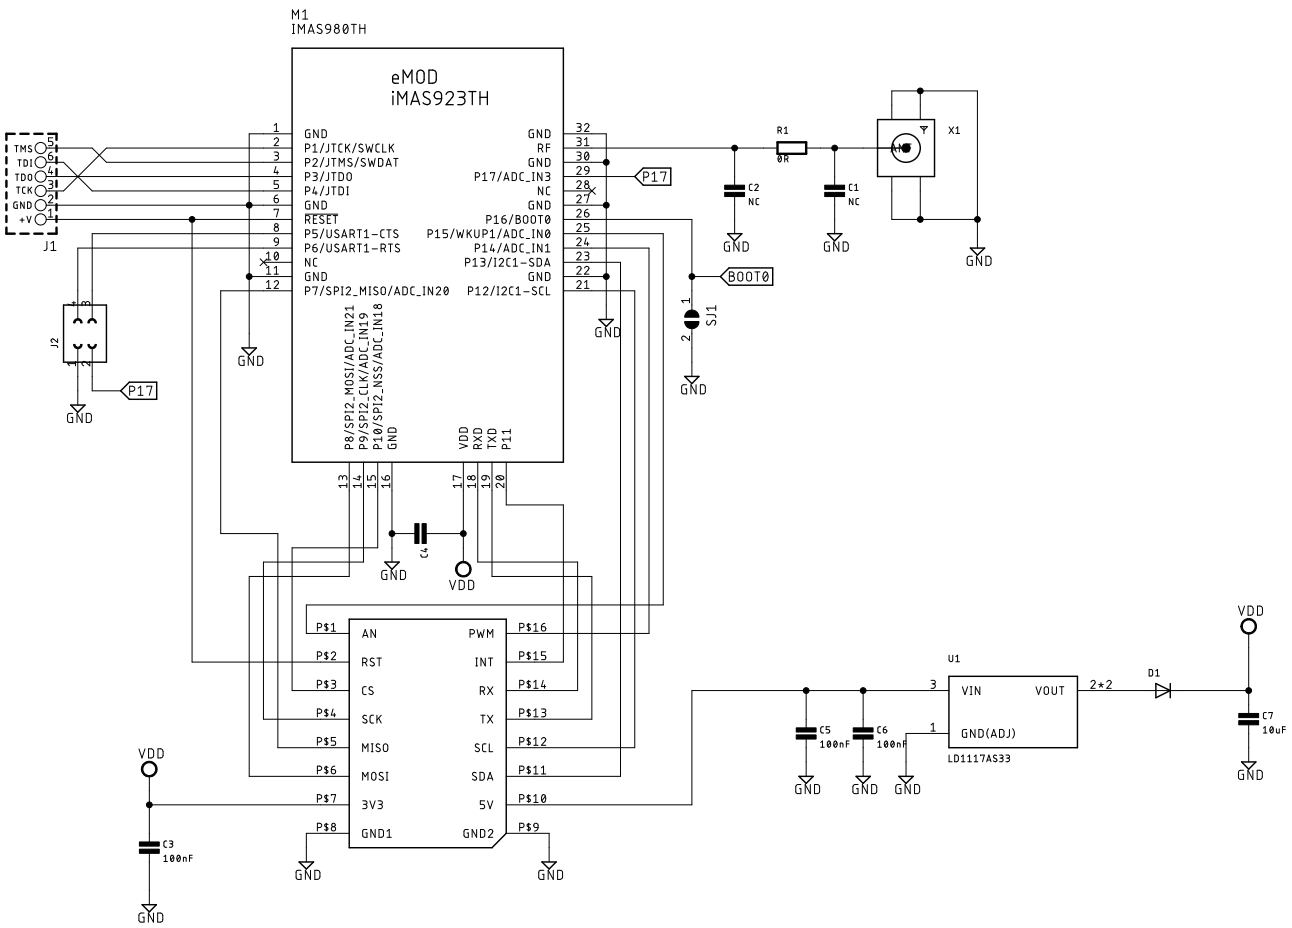 M1
IMAS980TH
eMOD
iMAS923TH
1 GND
2 P1/JTCK/SWCLK
3 P2/JTMS/SWDAT
4 P3/JTDO
5 P4/JTDI
6 GND
7 RESET
8 P5/USART1-CTS
9 P6/USART1-RTS
10 NC
11 GND
12 P7/SPI2_MISO/ADC_IN20
GND 32
RF 31
GND 30
P17/ADC_IN3 29
NC 28
GND 27
P16/BOOT0 26
P15/WKUP1/ADC_IN0 25
P14/ADC_IN1 24
P13/I2C1-SDA 23
GND 22
P12/I2C1-SCL 21
P8/SPI2_MOSI/ADC_IN21 13
P9/SPI2_CLK/ADC_IN19 14
P10/SPI2_NSS/ADC_IN18 15
GND 16
VDD 17
RXD 18
TXD 19
P11 20
TMS 5
TDI 6
TDO 4
TCK 3
GND 2
+V 1
J1
J2
4 3
1 2
P17
GND
GND
P17
GND
BOOT0
1
SJ1
2
GND
R1
0R
C2
NC
GND
C1
NC
GND
X1
ANT
GND
C4
GND
VDD
P$1 AN
P$2 RST
P$3 CS
P$4 SCK
P$5 MISO
P$6 MOSI
P$7 3V3
P$8 GND1
PWM P$16
INT P$15
RX P$14
TX P$13
SCL P$12
SDA P$11
5V P$10
GND2 P$9
GND
GND
VDD
C3
100nF
GND
C5
100nF
GND
C6
100nF
GND
GND
U1
3 VIN
VOUT 2*2
1 GND(ADJ)
LD1117AS33
D1
VDD
C7
10uF
GND